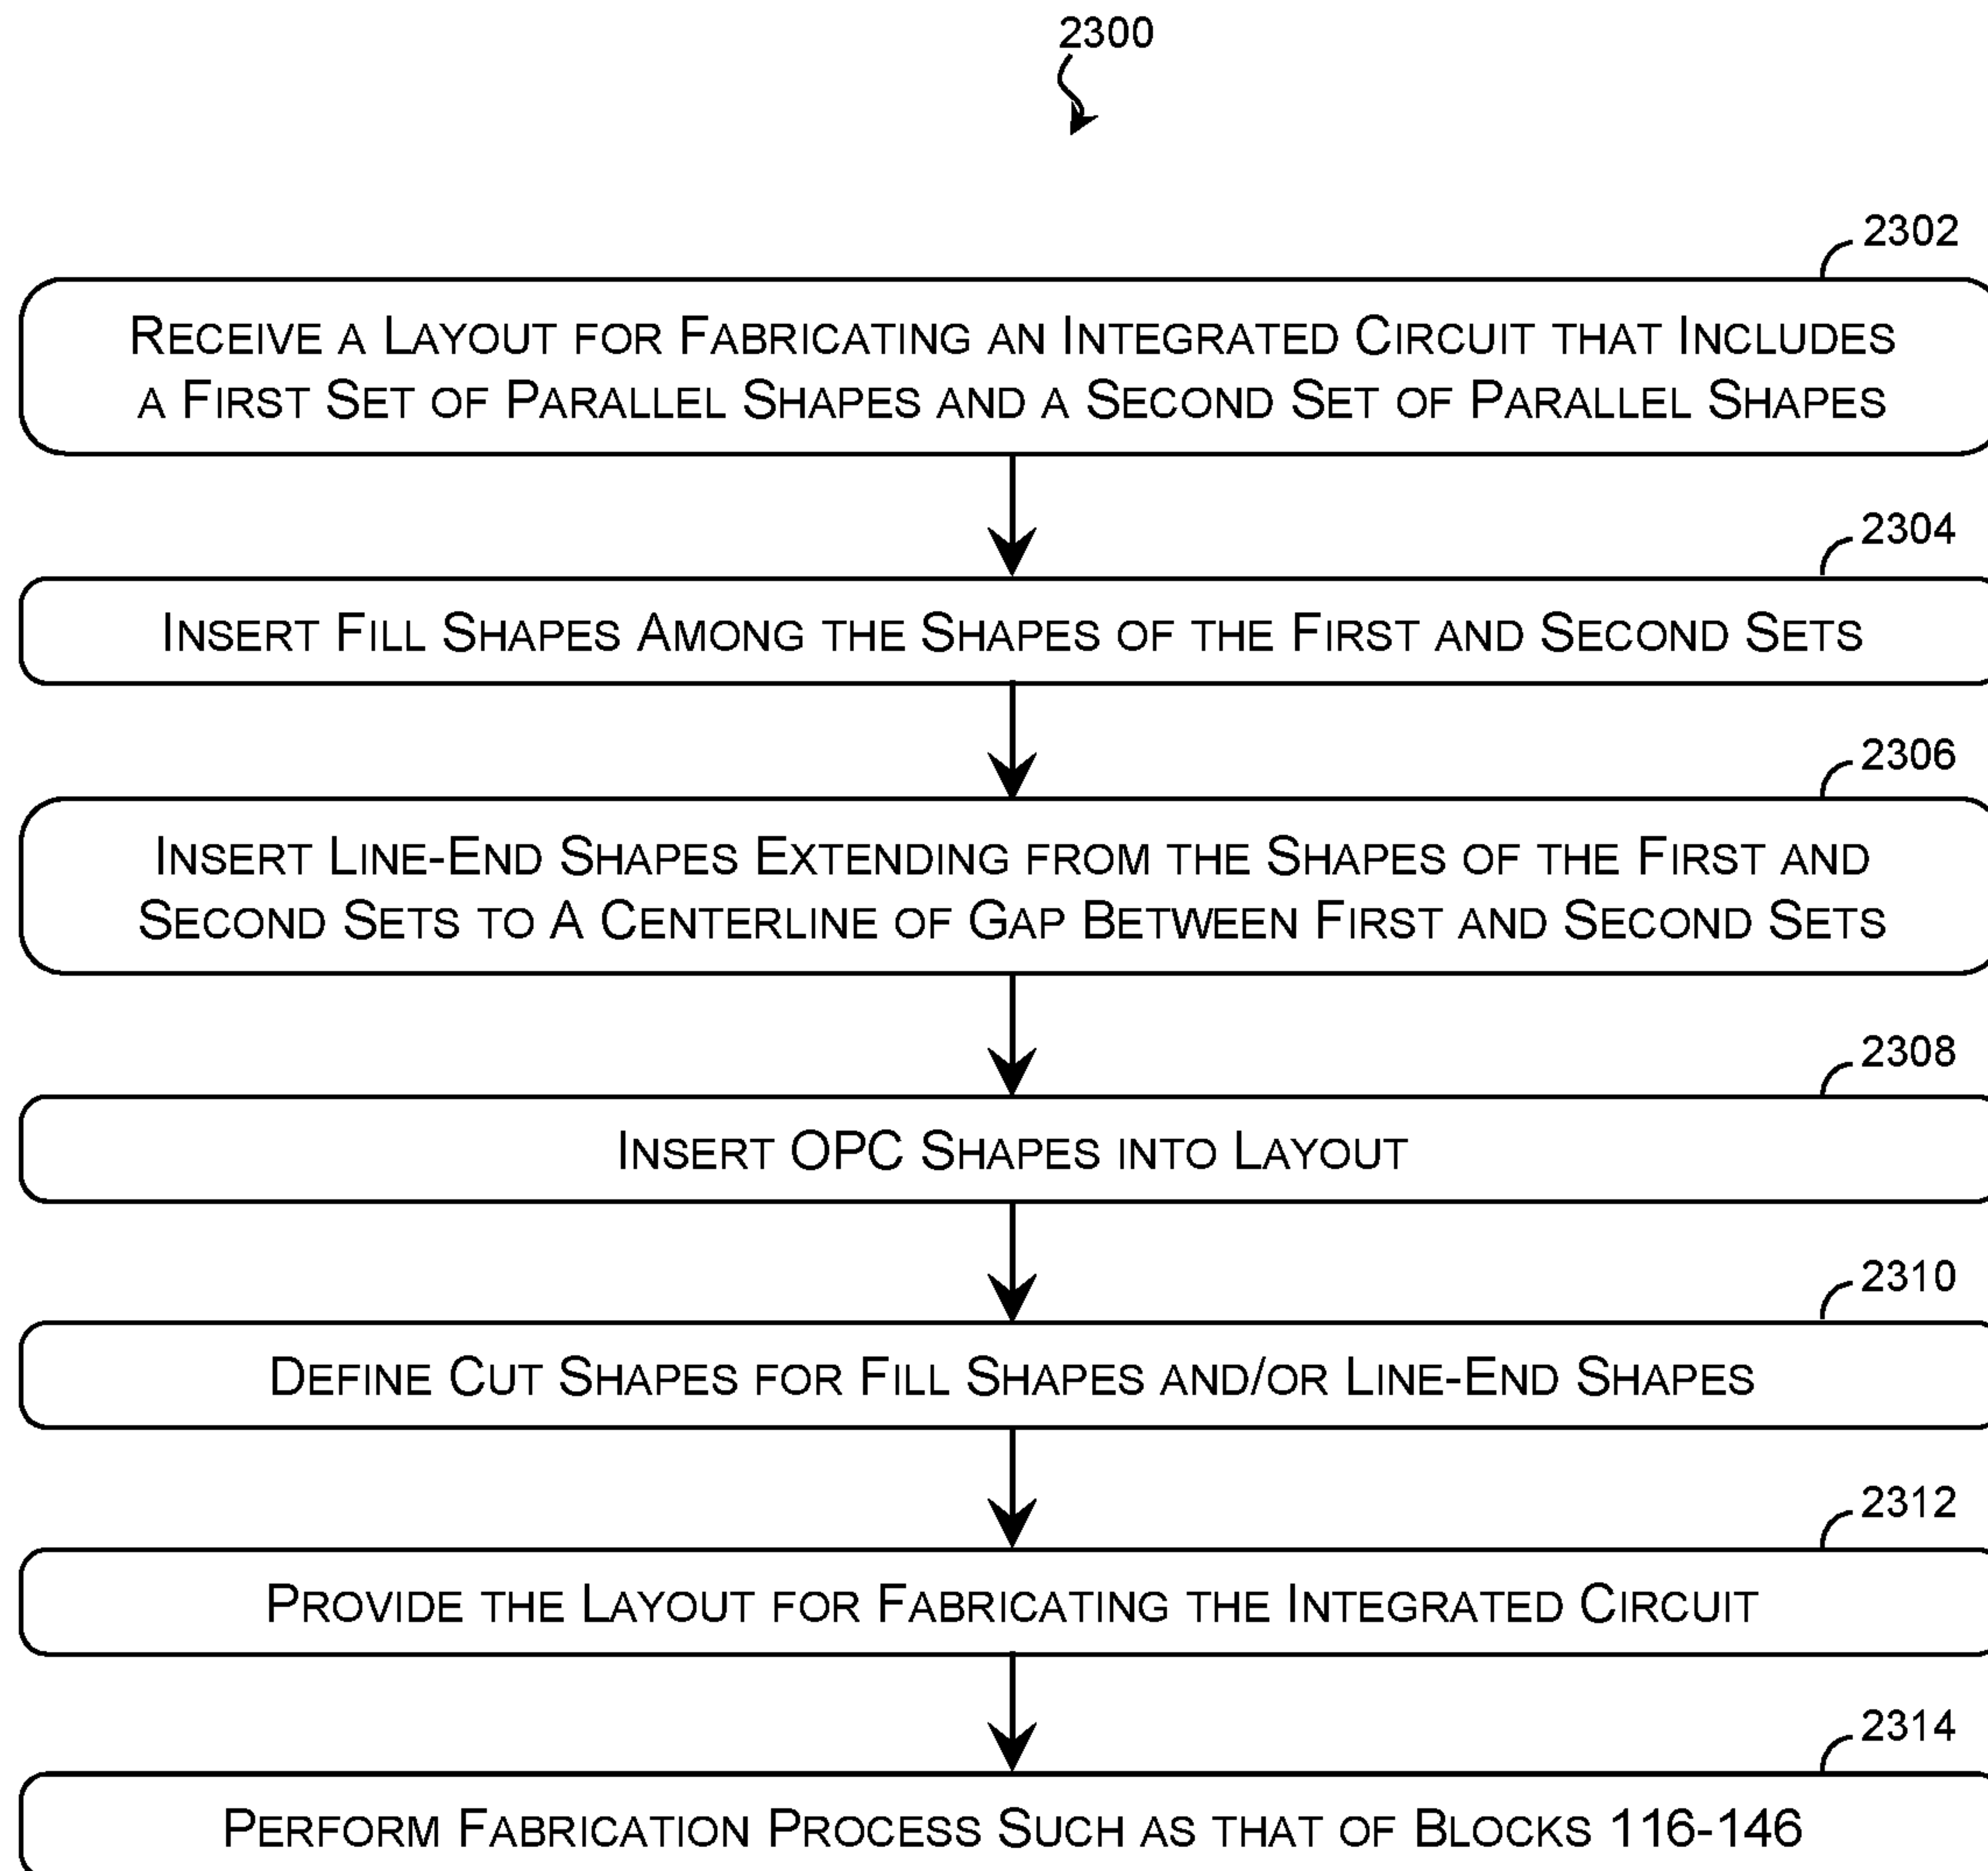 2300
2302
RECEIVE A LAYOUT FOR FABRICATING AN INTEGRATED CIRCUIT THAT INCLUDES
A FIRST SET OF PARALLEL SHAPES AND A SECOND SET OF PARALLEL SHAPES
2304
INSERT FILL SHAPES AMONG THE SHAPES OF THE FIRST AND SECOND SETS
2306
INSERT LINE-END SHAPES EXTENDING FROM THE SHAPES OF THE FIRST AND
SECOND SETS TO A CENTERLINE OF GAP BETWEEN FIRST AND SECOND SETS
2308
INSERT OPC SHAPES INTO LAYOUT
2310
DEFINE CUT SHAPES FOR FILL SHAPES AND/OR LINE-END SHAPES
2312
PROVIDE THE LAYOUT FOR FABRICATING THE INTEGRATED CIRCUIT
2314
PERFORM FABRICATION PROCESS SUCH AS THAT OF BLOCKS 116-146